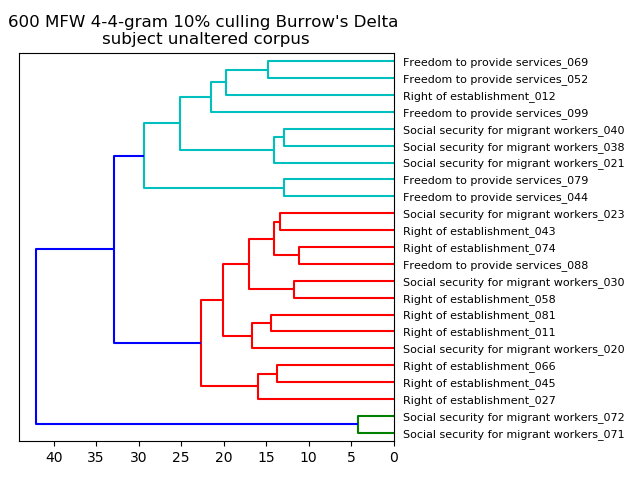 600 MFW 4-4-gram 10% culling Burrow's Delta
subject unaltered corpus
Freedom to provide services_069
Freedom to provide services_052
Right of establishment_012
Freedom to provide services_099
Social security for migrant workers_040
Social security for migrant workers_038
Social security for migrant workers_021
Freedom to provide services_079
Freedom to provide services_044
Social security for migrant workers_023
Right of establishment_043
Right of establishment_074
Freedom to provide services_088
Social security for migrant workers_030
Right of establishment_058
Right of establishment_081
Right of establishment_011
Social security for migrant workers_020
Right of establishment_066
Right of establishment_045
Right of establishment_027
Social security for migrant workers_072
Social security for migrant workers_071
40 35 30 25 20 15 10 5 0